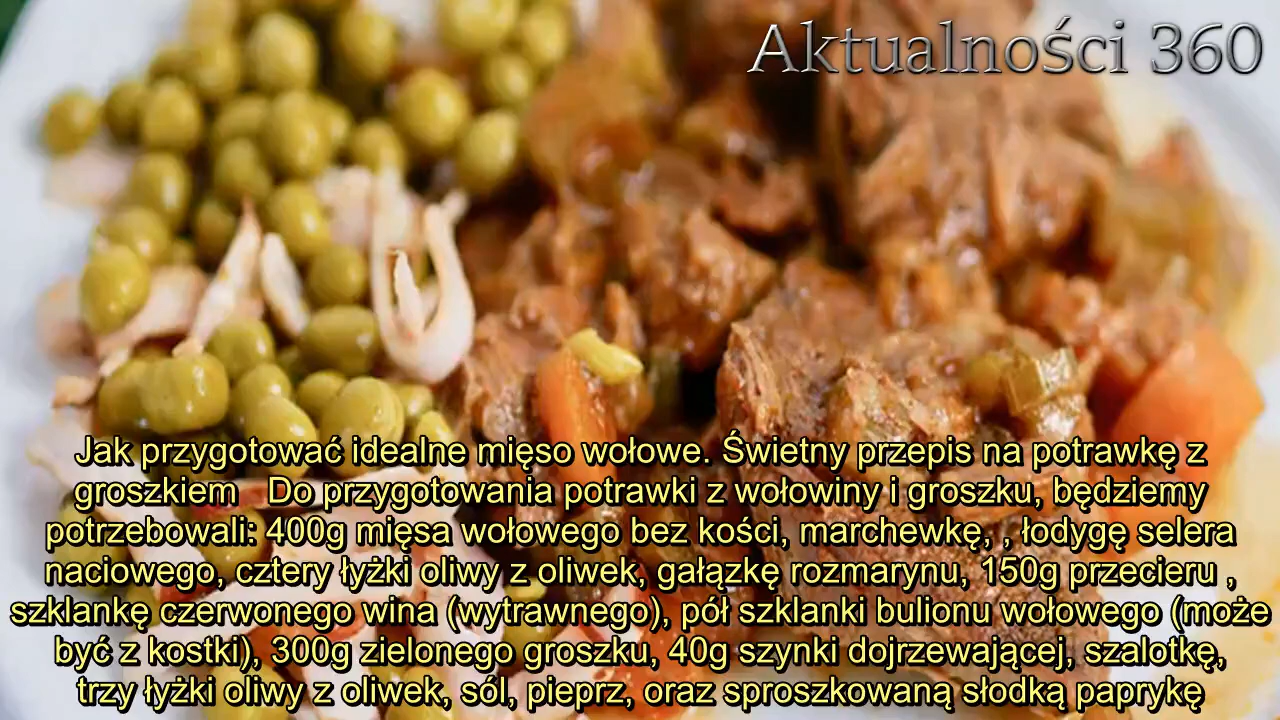 Aktualności 360
Jak przygotować idealne mięso wołowe. Świetny przepis na potrawkę z
groszkiem Do przygotowania potrawki z wołowiny i groszku, będziemy
potrzebowali: 400g mięsa wołowego bez kości, marchewkę, , łodygę selera
naciowego, cztery łyżki oliwy z oliwek, gałązkę rozmarynu, 150g przecieru ,
szklankę czerwonego wina (wytrawnego), pół szklanki bulionu wołowego (może
być z kostki), 300g zielonego groszku, 40g szynki dojrzewającej, szalotkę,
trzy łyżki oliwy z oliwek, sól, pieprz, oraz sproszkowaną słodką paprykę